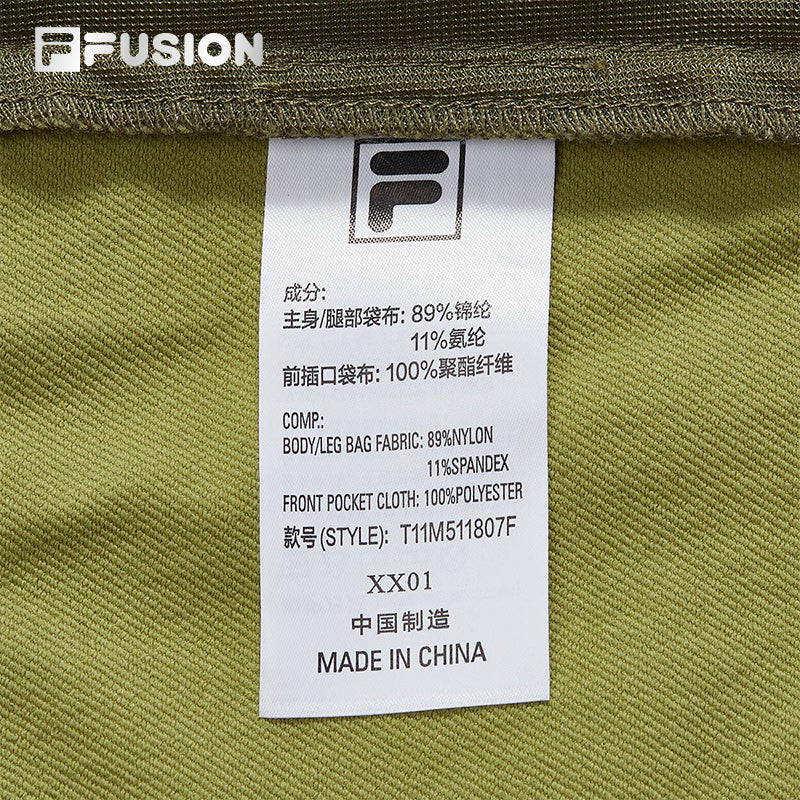 FUSION
成分:
主身/腿部袋布: 89%锦纶
11%氨纶
前插口袋布: 100%聚酯纤维
COMP.:
BODY/LEG BAG FABRIC: 89%NYLON
11%SPANDEX
FRONT POCKET CLOTH: 100%POLYESTER
款号(STYLE): T11M511807F
XX01
中国制造
MADE IN CHINA